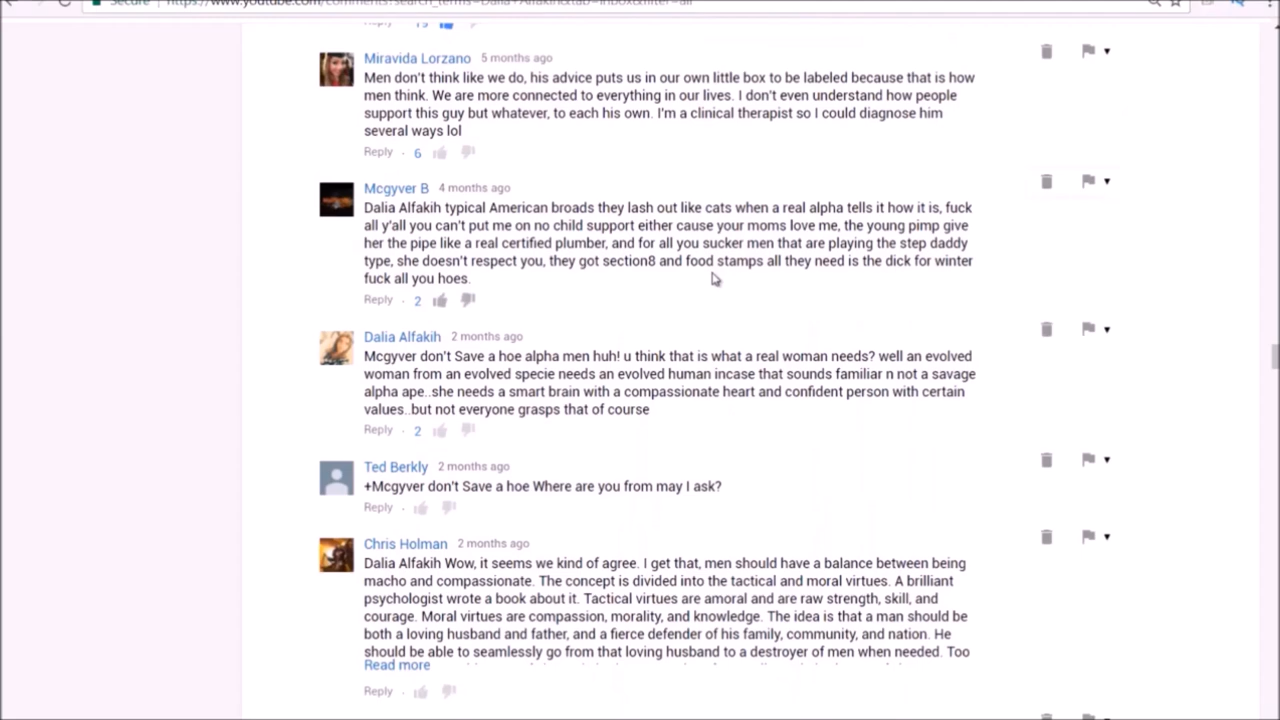 Secure https://www.youtube.com/comments?
Reply · 15
Miravida Lorzano 5 months ago
Men don't think like we do, his advice puts us in our own little box to be labeled because that is how
men think. We are more connected to everything in our lives. I don't even understand how people
support this guy but whatever, to each his own. I'm a clinical therapist so I could diagnose him
several ways lol
Reply · 6
Mcgyver B 4 months ago
Dalia Alfakih typical American broads they lash out like cats when a real alpha tells it how it is, fuck
all y'all you can't put me on no child support either cause your moms love me, the young pimp give
her the pipe like a real certified plumber, and for all you sucker men that are playing the step daddy
type, she doesn't respect you, they got section8 and food stamps all they need is the dick for winter
fuck all you hoes.
Reply · 2
Dalia Alfakih 2 months ago
Mcgyver don't Save a hoe alpha men huh! u think that is what a real woman needs? well an evolved
woman from an evolved specie needs an evolved human incase that sounds familiar n not a savage
alpha ape..she needs a smart brain with a compassionate heart and confident person with certain
values..but not everyone grasps that of course
Reply · 2
Ted Berkly 2 months ago
+Mcgyver don't Save a hoe Where are you from may I ask?
Reply ·
Chris Holman 2 months ago
Dalia Alfakih Wow, it seems we kind of agree. I get that, men should have a balance between being
macho and compassionate. The concept is divided into the tactical and moral virtues. A brilliant
psychologist wrote a book about it. Tactical virtues are amoral and are raw strength, skill, and
courage. Moral virtues are compassion, morality, and knowledge. The idea is that a man should be
both a loving husband and father, and a fierce defender of his family, community, and nation. He
should be able to seamlessly go from that loving husband to a destroyer of men when needed. Too
Read more
Reply ·